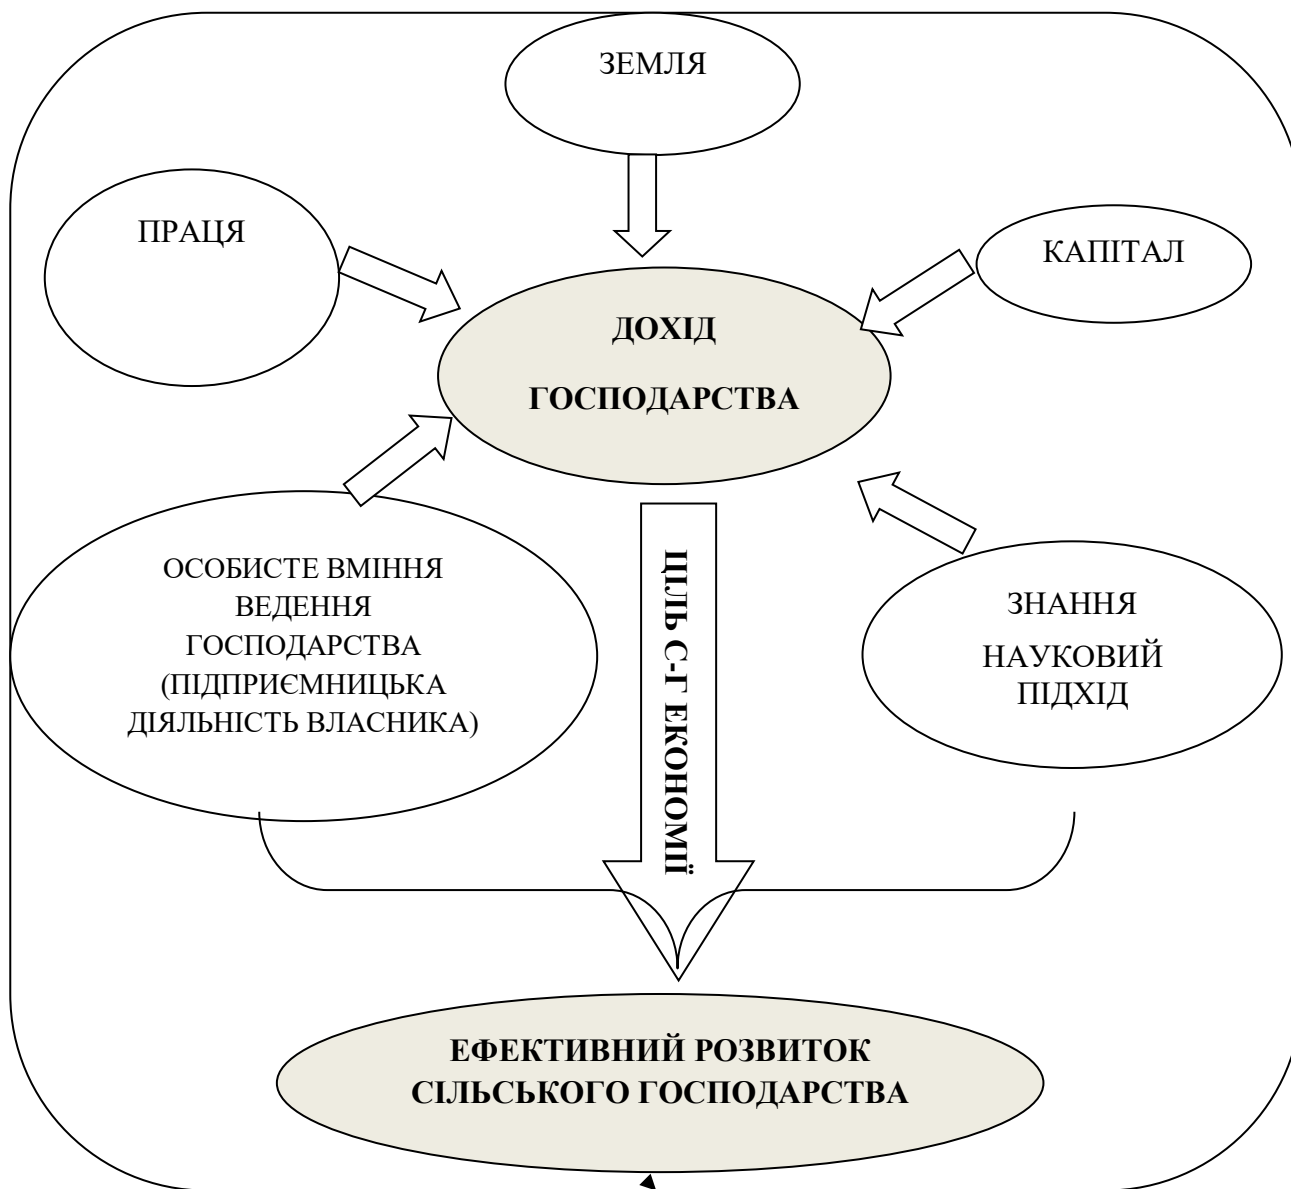 ЗЕМЛЯ
ПРАЦЯ
КАПІТАЛ
ДОХІД
ГОСПОДАРСТВА
ОСОБИСТЕ ВМІННЯ
ВЕДЕННЯ
ГОСПОДАРСТВА
(ПІДПРИЄМНИЦЬКА
ДІЯЛЬНІСТЬ ВЛАСНИКА)
ЦІЛЬ С-Г ЕКОНОМІЇ
ЗНАННЯ
НАУКОВИЙ
ПІДХІД
ЕФЕКТИВНИЙ РОЗВИТОК
СІЛЬСЬКОГО ГОСПОДАРСТВА